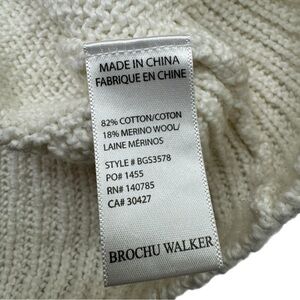 MADE IN CHINA
FABRIQUE EN CHINE
82% COTTON/COTON
18% MERINO WOOL/
LAINE MÉRINOS
STYLE # BGS3578
PO# 1455
RN# 140785
CA# 30427
BROCHU WALKER